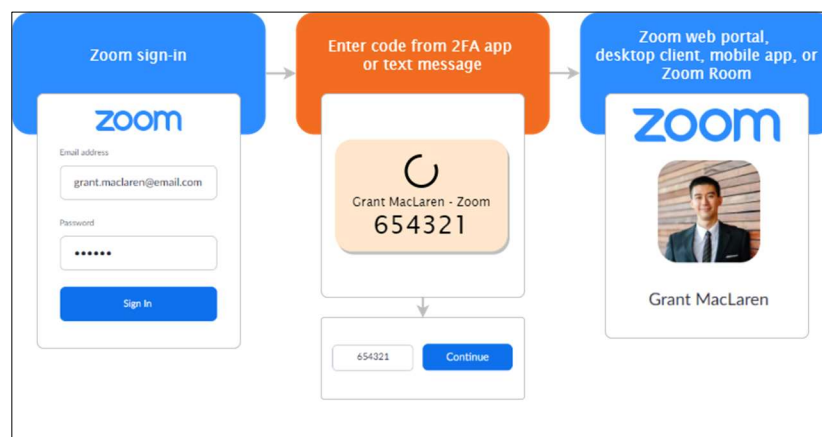 Zoom sign-in
zoom
Email address
grant.maclaren@email.com
Password
••••••
Sign In
Enter code from 2FA app
or text message
Grant MacLaren - Zoom
654321
654321
Continue
Zoom web portal,
desktop client, mobile app, or
Zoom Room
zoom
Grant MacLaren